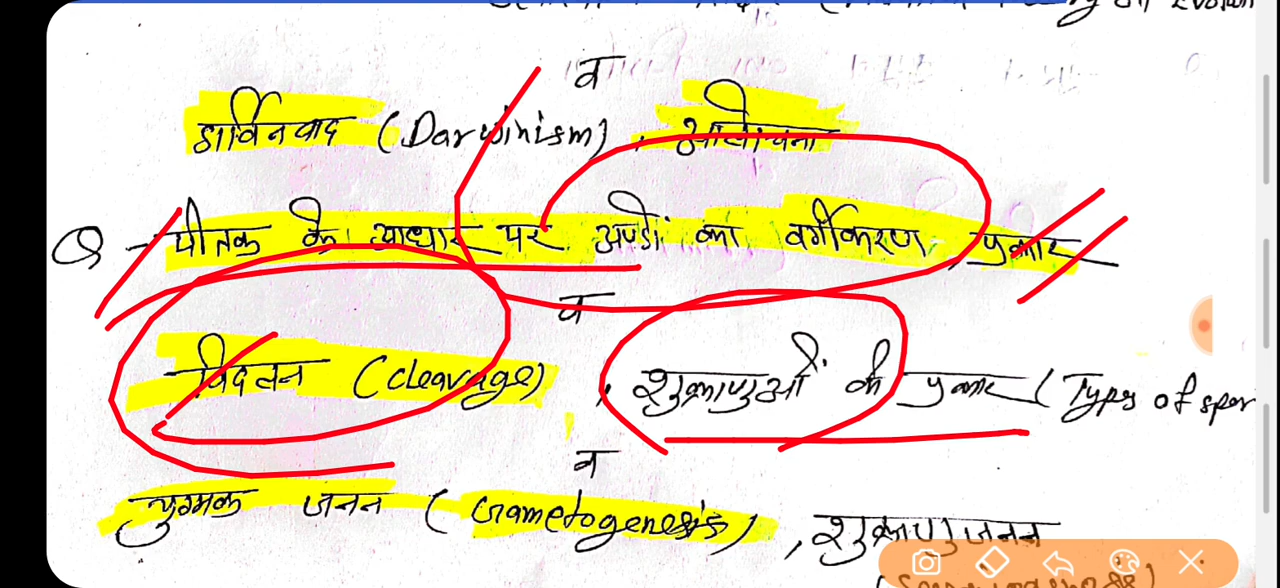 व
डार्विनवाद (Darwinism), आलोचना
Q - पीतक के आधार पर अण्डों का वर्गीकरण, प्रकार
व
विदलन (cleavage), शुक्राणुओं के प्रकार (Types of sper
व
युग्मक जनन (Gametogenesis), शुक्राणुजनन